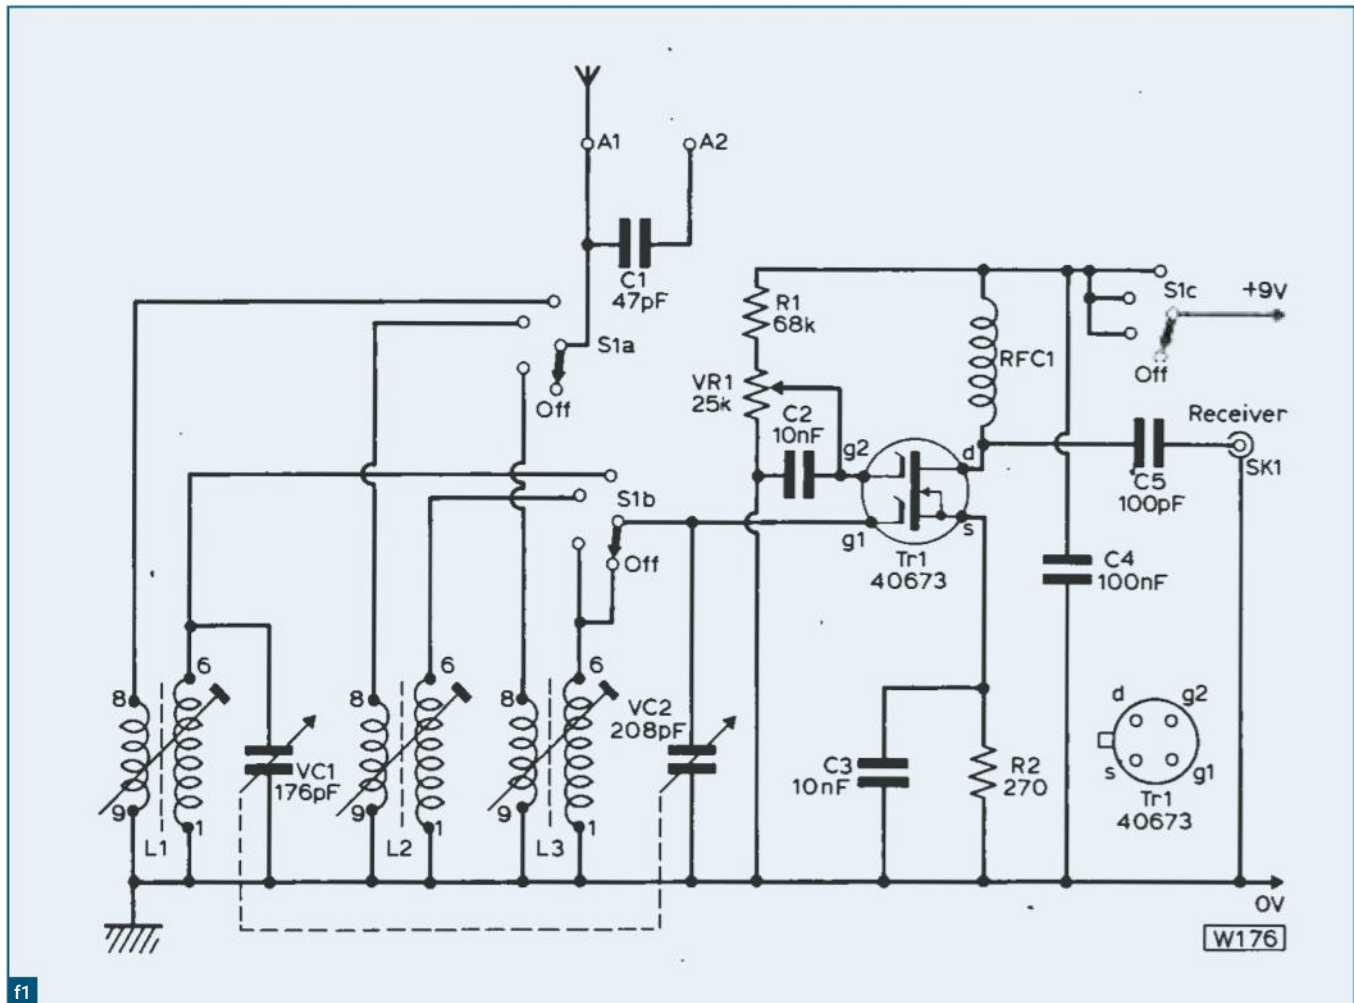 A1
A2
C1
47pF
S1a
Off
R1
68k
VR1
25k
C2
10nF
g2
g1
d
s
Tr1
40673
RFC1
S1c
+9V
Off
Receiver
SK1
C5
100pF
C4
100nF
S1b
Off
8
6
9
1
L1
VC1
176pF
8
6
9
1
L2
8
6
9
1
L3
VC2
208pF
C3
10nF
R2
270
d
g2
s
g1
Tr1
40673
0V
W176
f1